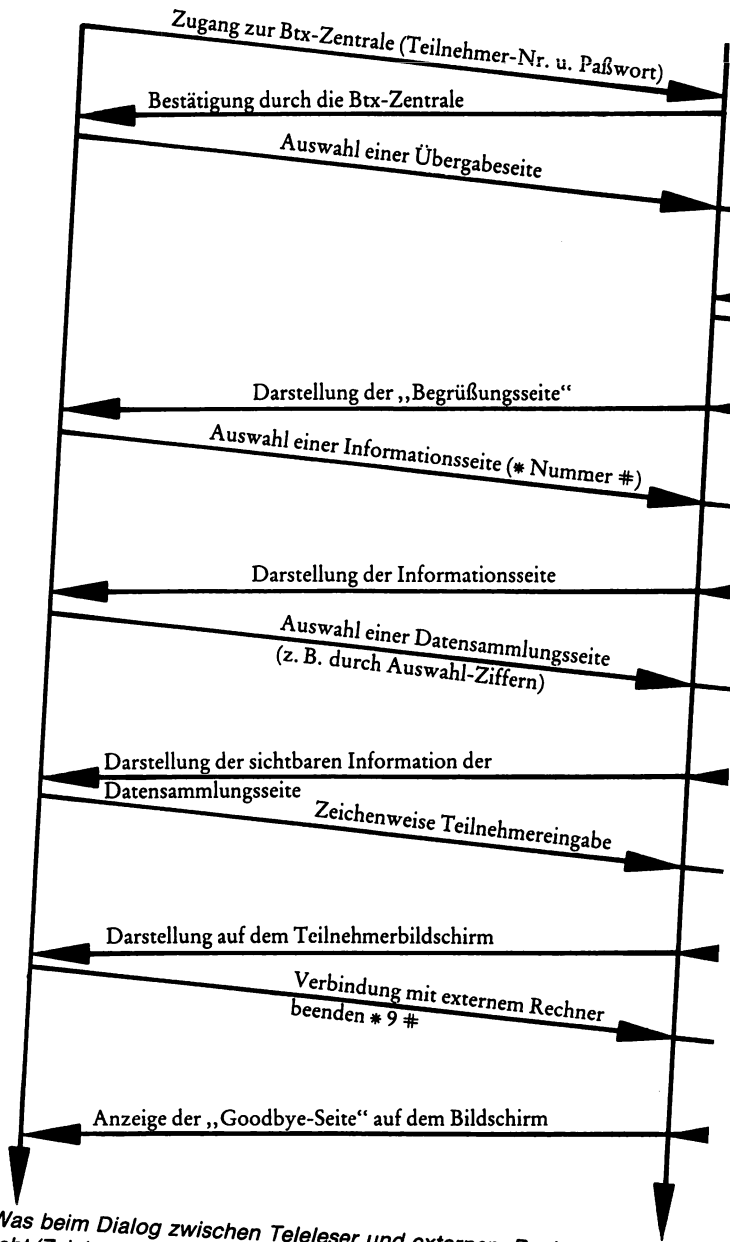 Zugang zur Btx-Zentrale (Teilnehmer-Nr. u. Paßwort)
Bestätigung durch die Btx-Zentrale
Auswahl einer Übergabeseite
Darstellung der ,,Begrüßungsseite“
Auswahl einer Informationsseite (* Nummer #)
Darstellung der Informationsseite
Auswahl einer Datensammlungsseite
(z. B. durch Auswahl-Ziffern)
Darstellung der sichtbaren Information der
Datensammlungsseite
Zeichenweise Teilnehmereingabe
Darstellung auf dem Teilnehmerbildschirm
Verbindung mit externem Rechner
beenden * 9 #
Anzeige der ,,Goodbye-Seite“ auf dem Bildschirm
Was beim Dialog zwischen Teleleser und